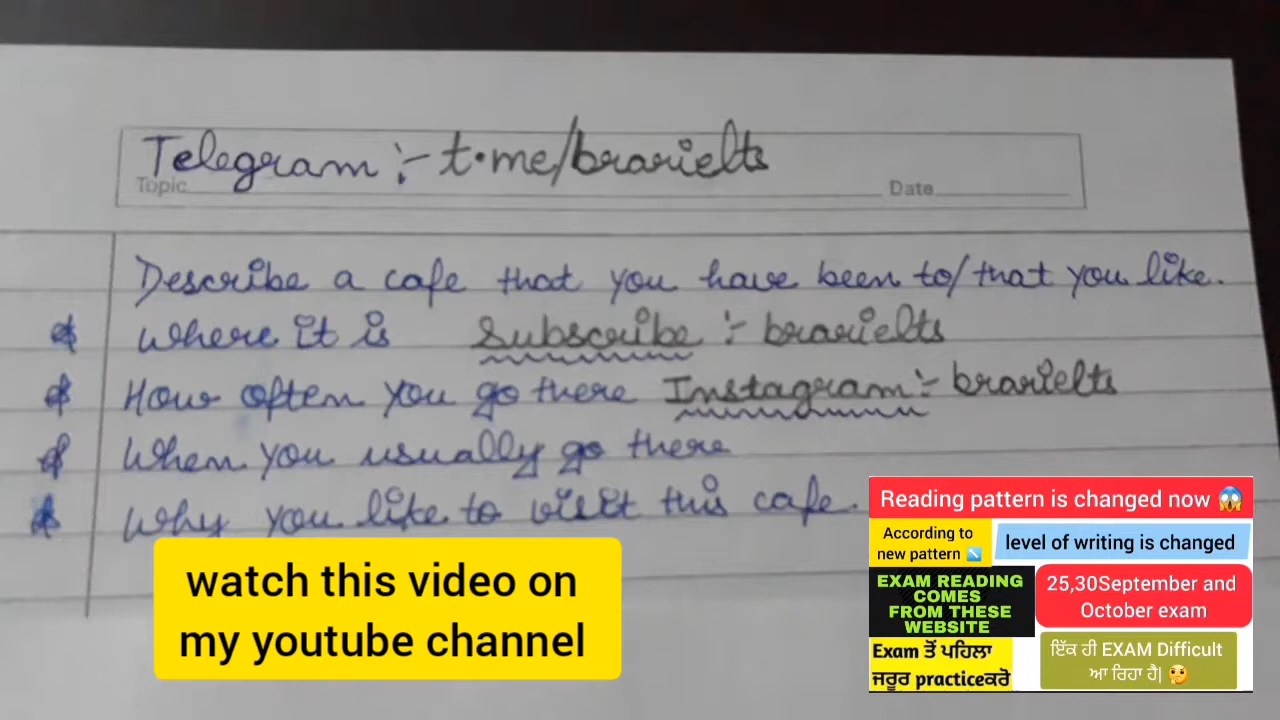 Telegram :- t.me/brarielts
Topic Date
Describe a cafe that you have been to/that you like.
* Where it is Subscribe :- brarielts
* How often you go there Instagram :- brarielts
* When you usually go there
* Why you like to visit this cafe.
watch this video on
my youtube channel
Reading pattern is changed now 😱
According to
new pattern
level of writing is changed
EXAM READING
COMES
FROM THESE
WEBSITE
25,30September and
October exam
Exam ਤੋਂ ਪਹਿਲਾ
ਜਰੂਰ practiceਕਰੋ
ਇੱਕ ਹੀ EXAM Difficult
ਆ ਰਿਹਾ ਹੈ| 🤔